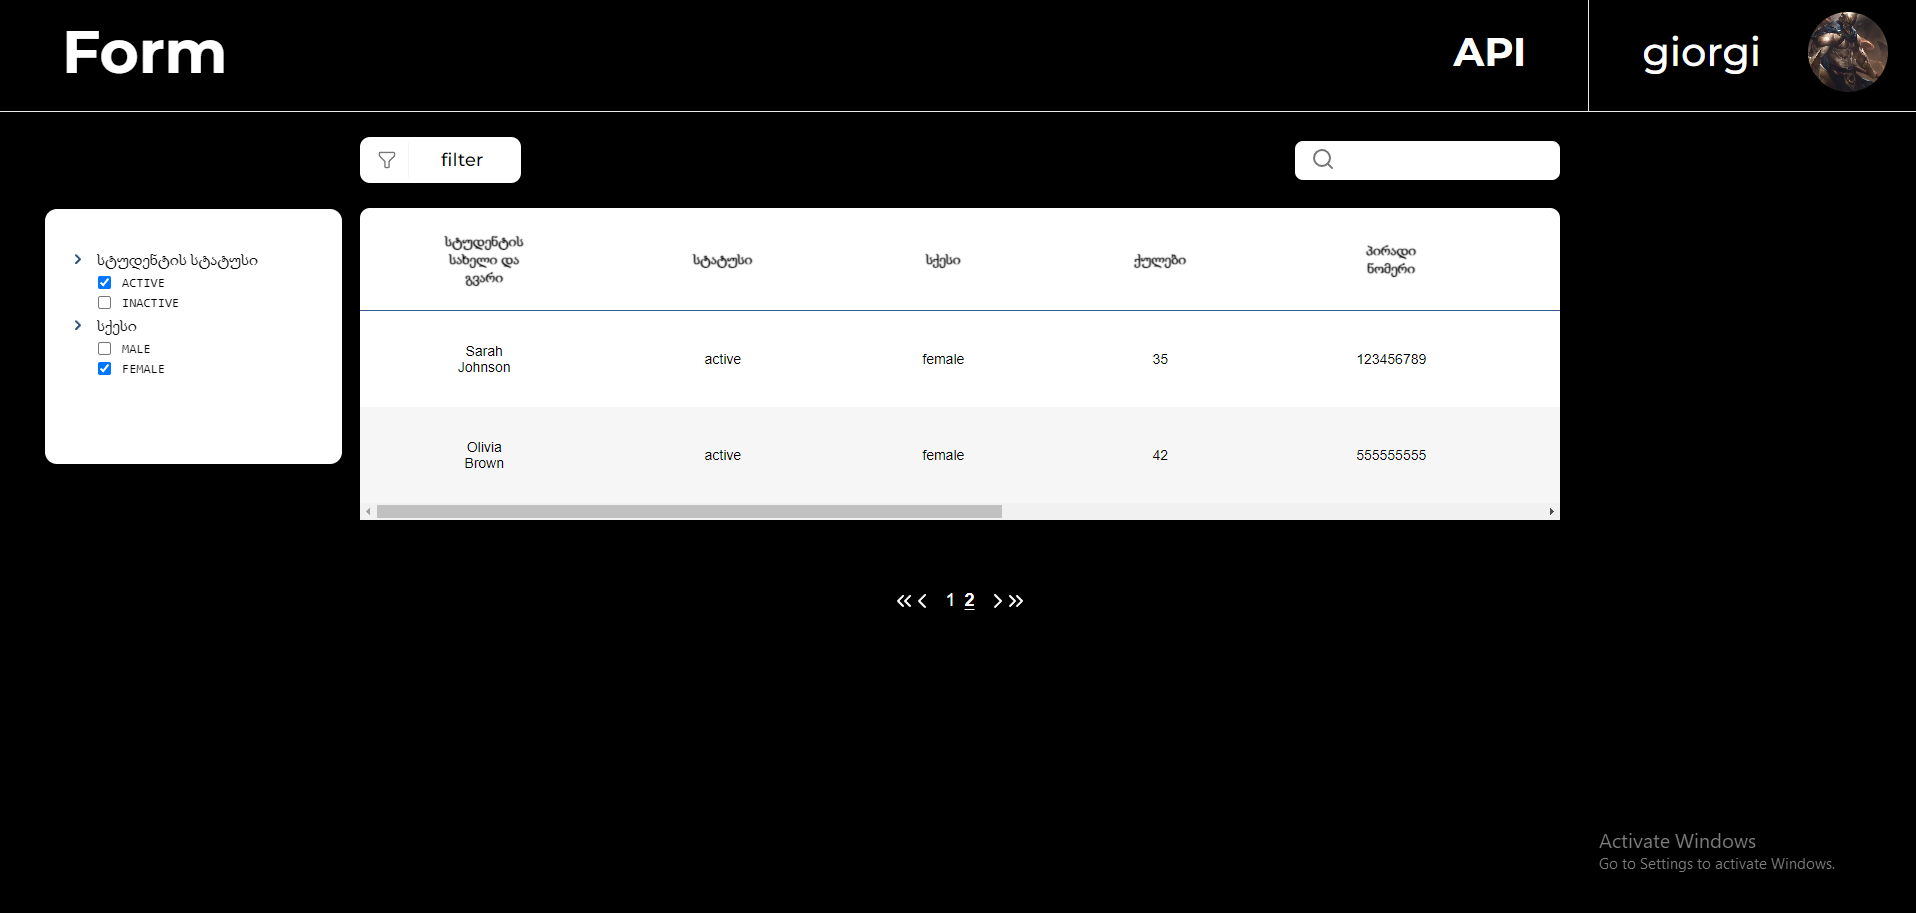 Form
API
giorgi
filter
სტუდენტის სტატუსი
ACTIVE
INACTIVE
სქესი
MALE
FEMALE
სტუდენტის
სახელი და
გვარი
სტატუსი
სქესი
ქულები
პირადი
ნომერი
Sarah
Johnson
active
female
35
123456789
Olivia
Brown
active
female
42
555555555
1 2
Activate Windows
Go to Settings to activate Windows.